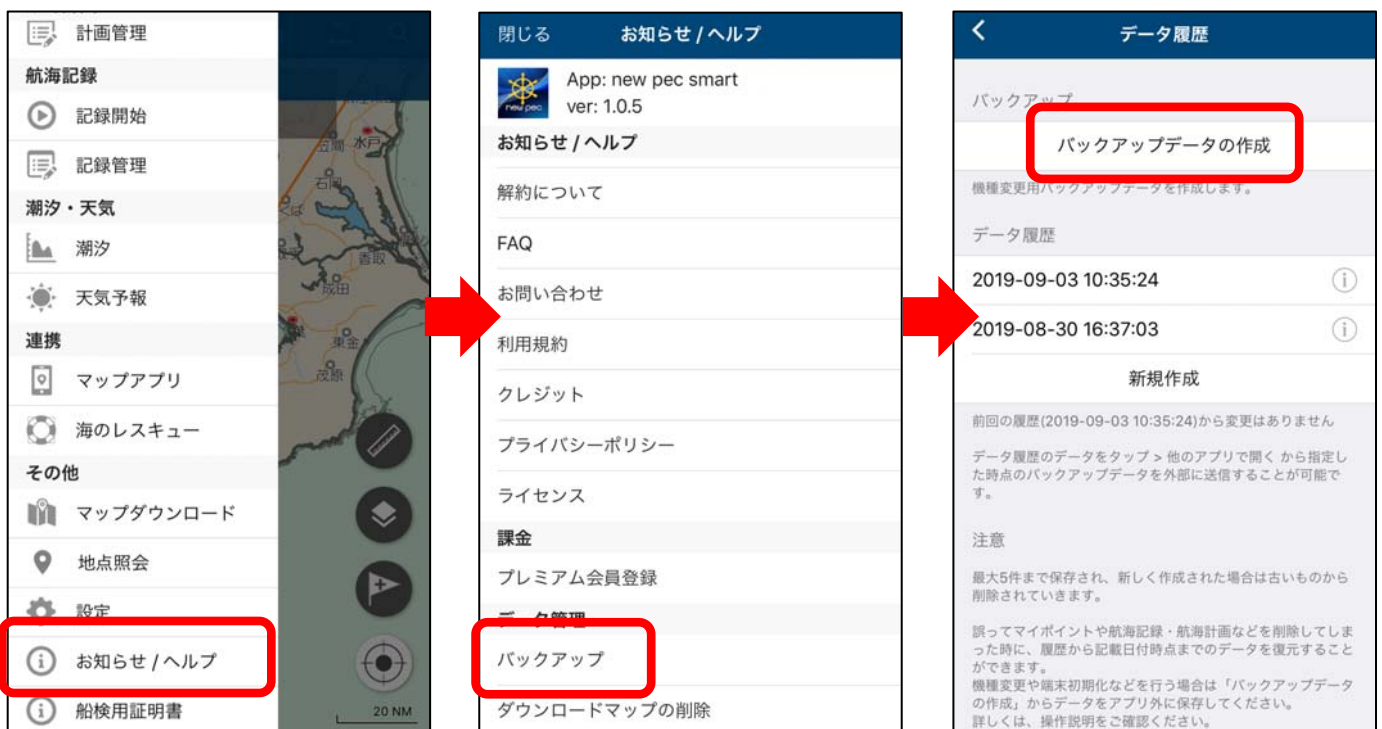 計画管理
航海記録
記録開始
記録管理
潮汐・天気
潮汐
天気予報
連携
マップアプリ
海のレスキュー
その他
マップダウンロード
地点照会
設定
お知らせ / ヘルプ
船検用証明書
水戸
笠間
石岡
つくば
香取
成田
東金
茂原
20 NM
閉じる
お知らせ / ヘルプ
new pec
App: new pec smart
ver: 1.0.5
お知らせ / ヘルプ
解約について
FAQ
お問い合わせ
利用規約
クレジット
プライバシーポリシー
ライセンス
課金
プレミアム会員登録
データ管理
バックアップ
ダウンロードマップの削除
データ履歴
バックアップ
バックアップデータの作成
機種変更用バックアップデータを作成します。
データ履歴
2019-09-03 10:35:24
2019-08-30 16:37:03
新規作成
前回の履歴(2019-09-03 10:35:24)から変更はありません
データ履歴のデータをタップ > 他のアプリで開く から指定し
た時点のバックアップデータを外部に送信することが可能で
す。
注意
最大5件まで保存され、新しく作成された場合は古いものから
削除されていきます。
誤ってマイポイントや航海記録・航海計画などを削除してしま
った時に、履歴から記載日付時点までのデータを復元すること
ができます。
機種変更や端末初期化などを行う場合は「バックアップデータ
の作成」からデータをアプリ外に保存してください。
詳しくは、操作説明をご確認ください。